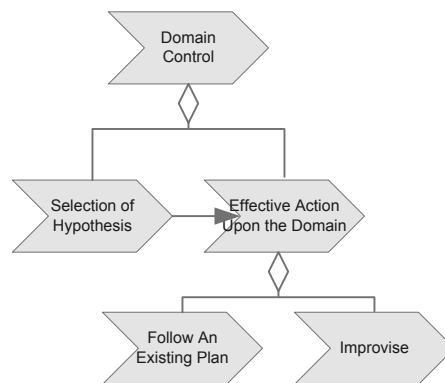 Domain
Control
Selection of
Hypothesis
Effective Action
Upon the Domain
Follow An
Existing Plan
Improvise